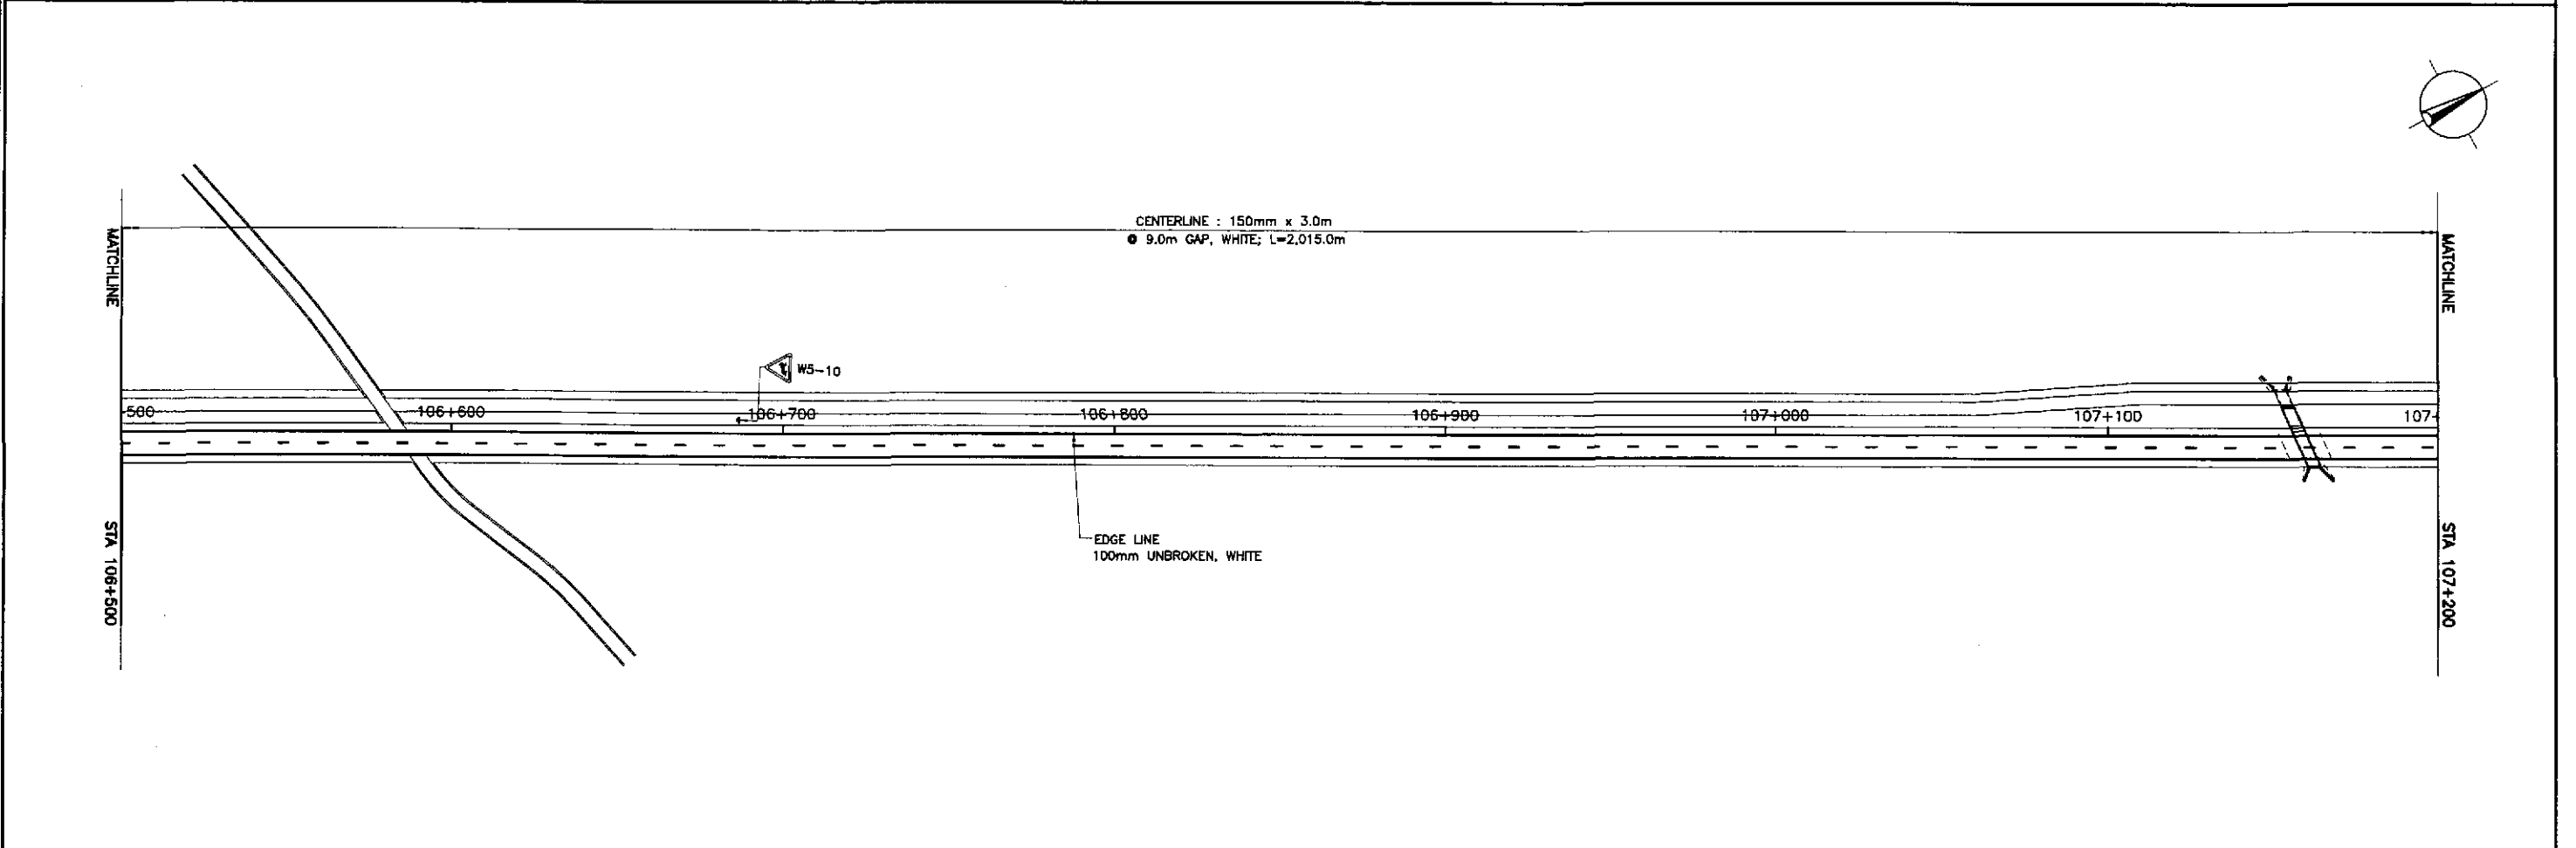 CENTERLINE : 150mm x 3.0m
@ 9.0m GAP, WHITE; L=2,015.0m
MATCHLINE
MATCHLINE
W5-10
500
106+600
106+700
106+800
106+900
107+000
107+100
107+
EDGE LINE
100mm UNBROKEN, WHITE
STA 106+500
STA 107+200